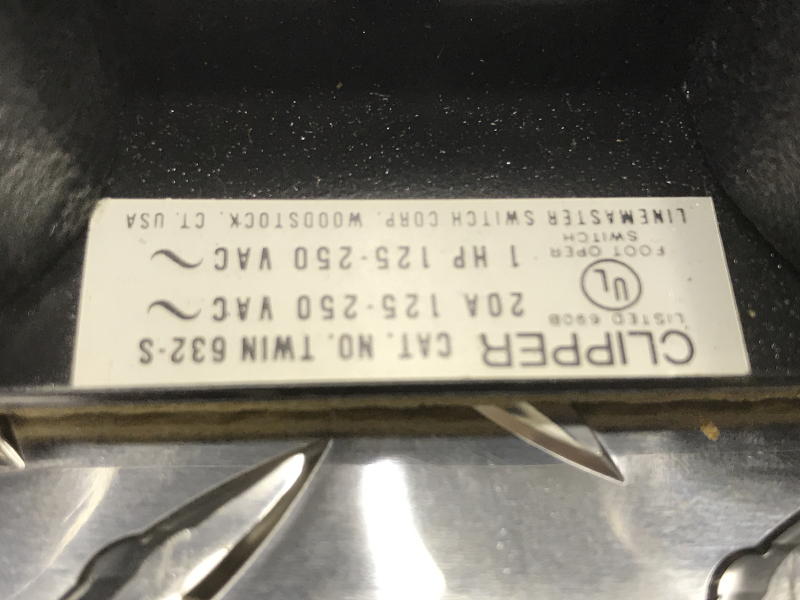 CLIPPER CAT. NO. TWIN 632-S
LISTED 690B
UL
FOOT OPER
SWITCH
20A 125-250 VAC ~
1 HP 125-250 VAC ~
LINEMASTER SWITCH CORP. WOODSTOCK, CT. USA